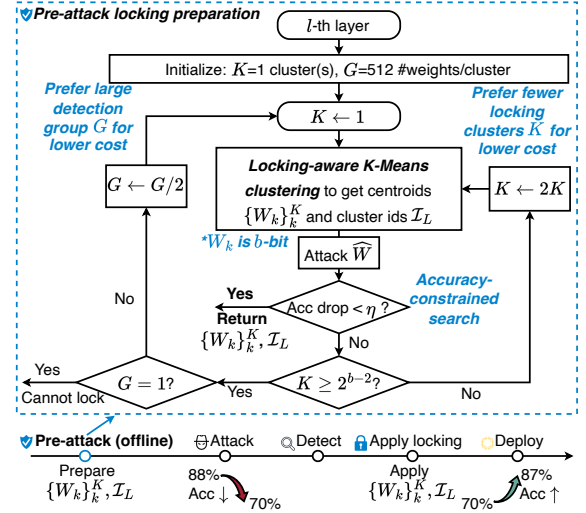 Pre-attack locking preparation
l-th layer
Initialize: K=1 cluster(s), G=512 #weights/cluster
Prefer large
detection
group G for
lower cost
K ← 1
Prefer fewer
locking
clusters K for
lower cost
G ← G/2
Locking-aware K-Means
clustering to get centroids
{W_k}_k^K and cluster ids I_L
K ← 2K
*W_k is b-bit
Attack Ŵ
Accuracy-
constrained
search
Yes
Return
{W_k}_k^K, I_L
Acc drop < η ?
No
No
Yes
Cannot lock
G = 1?
Yes
K ≥ 2^{b−2}?
No
Pre-attack (offline)
Attack
Detect
Apply locking
Deploy
Prepare
{W_k}_k^K, I_L
88%
Acc ↓
70%
Apply
{W_k}_k^K, I_L
70%
87%
Acc ↑